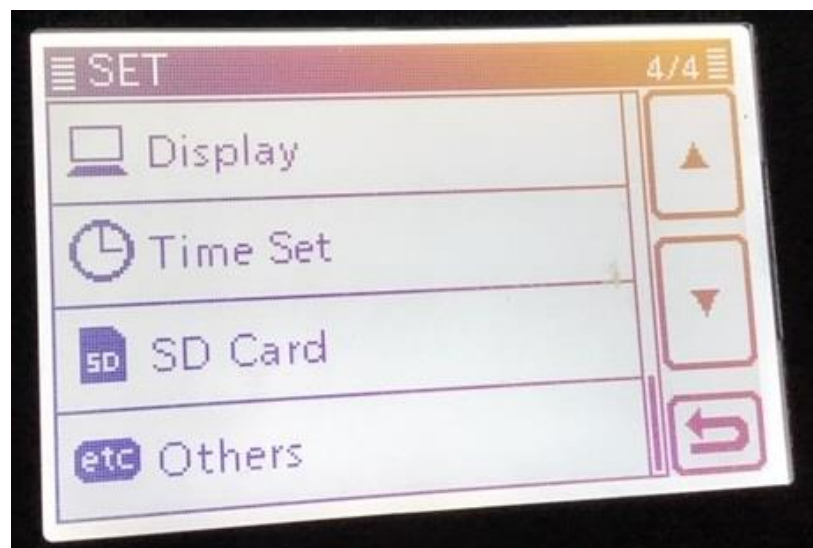 SET 4/4
Display
Time Set
SD SD Card
etc Others